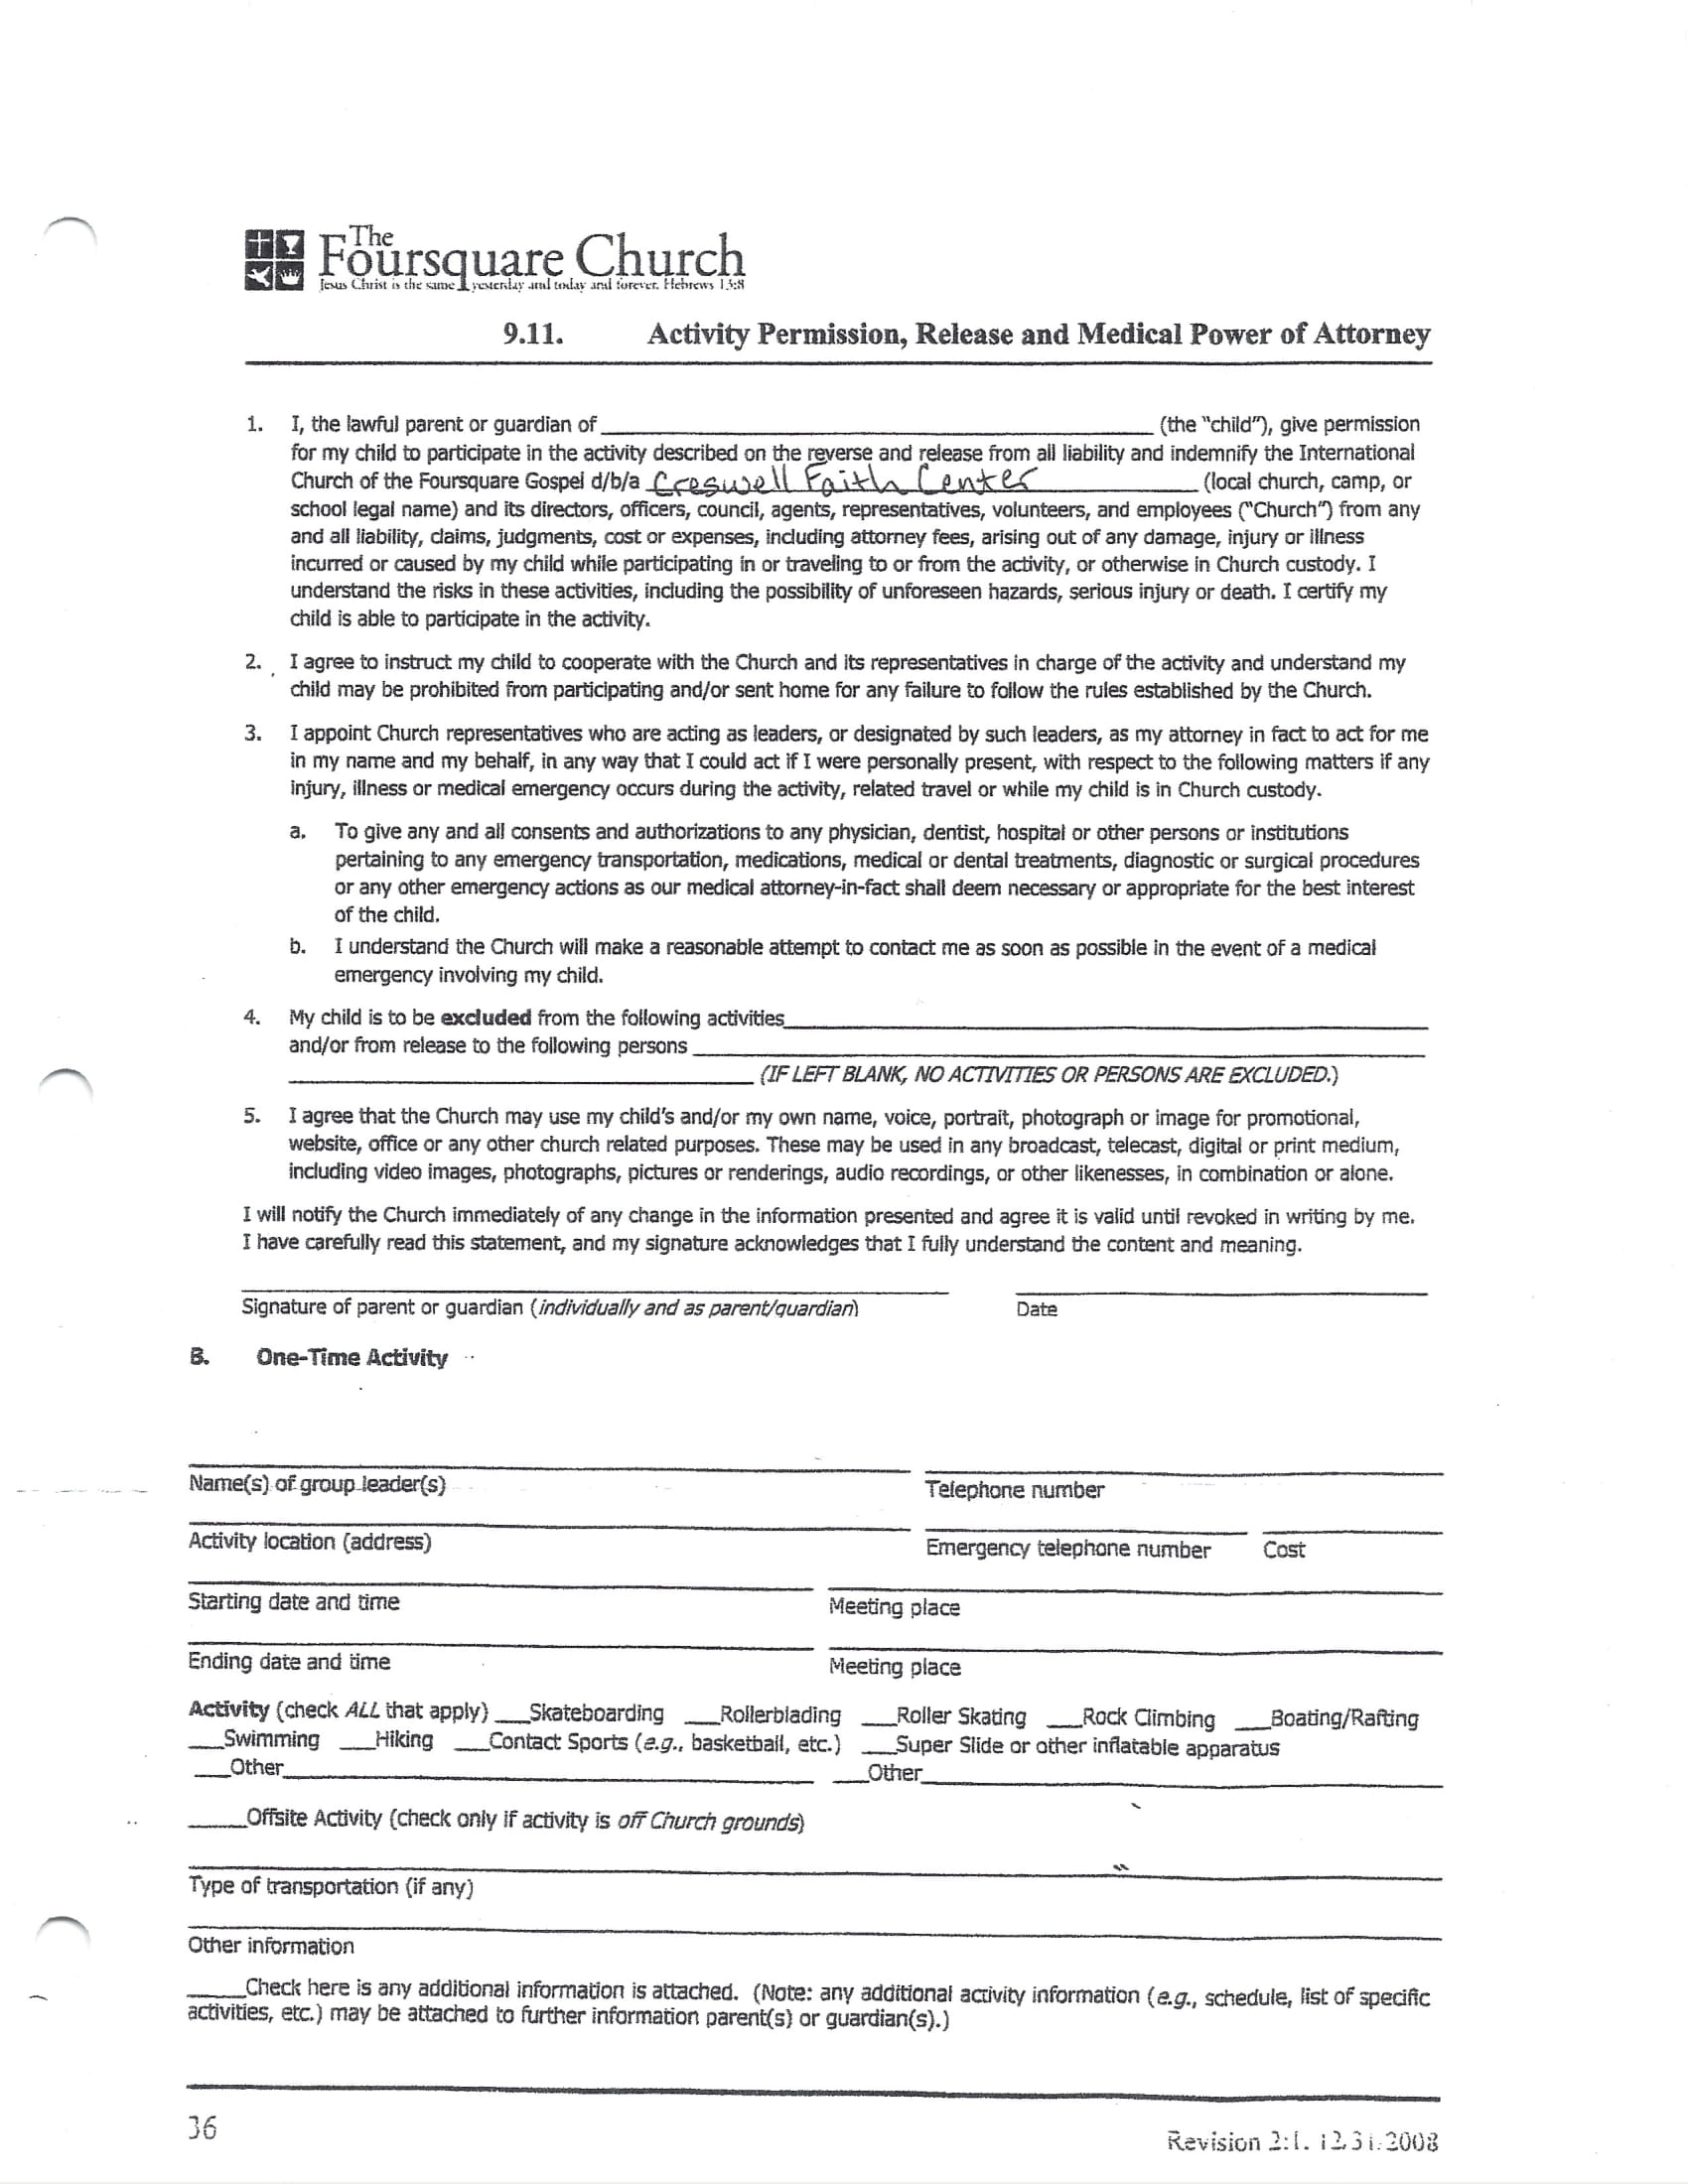 The
Foursquare Church
Jesus Christ is the same yesterday and today and forever. Hebrews 13:8
9.11. Activity Permission, Release and Medical Power of Attorney
1. I, the lawful parent or guardian of ______ (the "child"), give permission
for my child to participate in the activity described on the reverse and release from all liability and indemnify the International
Church of the Foursquare Gospel d/b/a Creswell Faith Center (local church, camp, or
school legal name) and its directors, officers, council, agents, representatives, volunteers, and employees ("Church") from any
and all liability, claims, judgments, cost or expenses, including attorney fees, arising out of any damage, injury or illness
incurred or caused by my child while participating in or traveling to or from the activity, or otherwise in Church custody. I
understand the risks in these activities, including the possibility of unforeseen hazards, serious injury or death. I certify my
child is able to participate in the activity.
2. I agree to instruct my child to cooperate with the Church and its representatives in charge of the activity and understand my
child may be prohibited from participating and/or sent home for any failure to follow the rules established by the Church.
3. I appoint Church representatives who are acting as leaders, or designated by such leaders, as my attorney in fact to act for me
in my name and my behalf, in any way that I could act if I were personally present, with respect to the following matters if any
injury, illness or medical emergency occurs during the activity, related travel or while my child is in Church custody.
a. To give any and all consents and authorizations to any physician, dentist, hospital or other persons or institutions
pertaining to any emergency transportation, medications, medical or dental treatments, diagnostic or surgical procedures
or any other emergency actions as our medical attorney-in-fact shall deem necessary or appropriate for the best interest
of the child.
b. I understand the Church will make a reasonable attempt to contact me as soon as possible in the event of a medical
emergency involving my child.
4. My child is to be excluded from the following activities______
and/or from release to the following persons ______
______ (IF LEFT BLANK, NO ACTIVITIES OR PERSONS ARE EXCLUDED.)
5. I agree that the Church may use my child's and/or my own name, voice, portrait, photograph or image for promotional,
website, office or any other church related purposes. These may be used in any broadcast, telecast, digital or print medium,
including video images, photographs, pictures or renderings, audio recordings, or other likenesses, in combination or alone.
I will notify the Church immediately of any change in the information presented and agree it is valid until revoked in writing by me.
I have carefully read this statement, and my signature acknowledges that I fully understand the content and meaning.
Signature of parent or guardian (individually and as parent/guardian) Date
B. One-Time Activity
Name(s) of group leader(s) Telephone number
Activity location (address) Emergency telephone number Cost
Starting date and time Meeting place
Ending date and time Meeting place
Activity (check ALL that apply) ___Skateboarding ___Rollerblading ___Roller Skating ___Rock Climbing ___Boating/Rafting
___Swimming ___Hiking ___Contact Sports (e.g., basketball, etc.) ___Super Slide or other inflatable apparatus
___Other______ ___Other______
_____Offsite Activity (check only if activity is off Church grounds)
Type of transportation (if any)
Other information
_____Check here is any additional information is attached. (Note: any additional activity information (e.g., schedule, list of specific
activities, etc.) may be attached to further information parent(s) or guardian(s).)
36
Revision 2:1. 12.31.2008